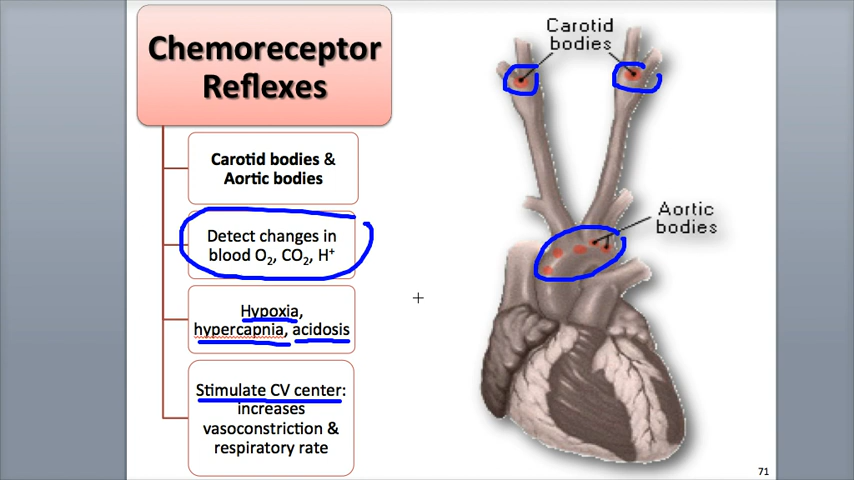 Chemoreceptor
Reflexes
Carotid bodies &
Aortic bodies
Detect changes in
blood O₂, CO₂, H⁺
Hypoxia,
hypercapnia, acidosis
Stimulate CV center:
increases
vasoconstriction &
respiratory rate
Carotid
bodies
Aortic
bodies
71